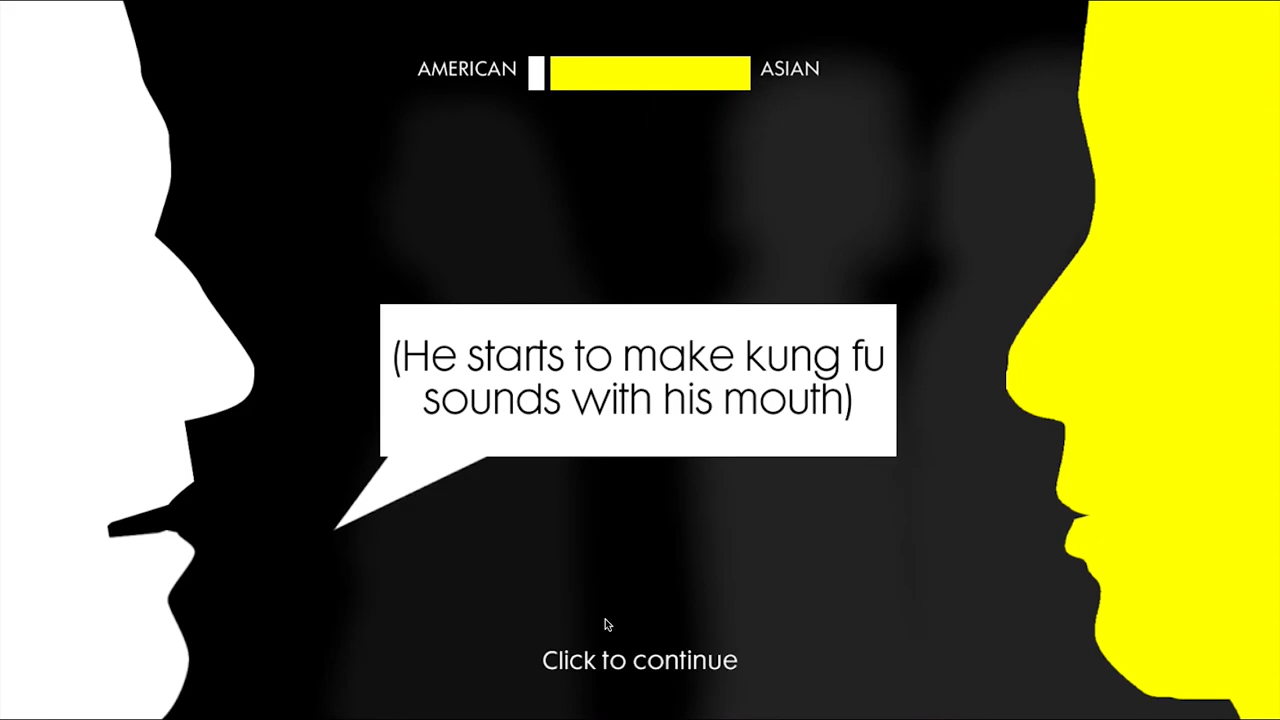 AMERICAN ASIAN
(He starts to make kung fu
sounds with his mouth)
Click to continue